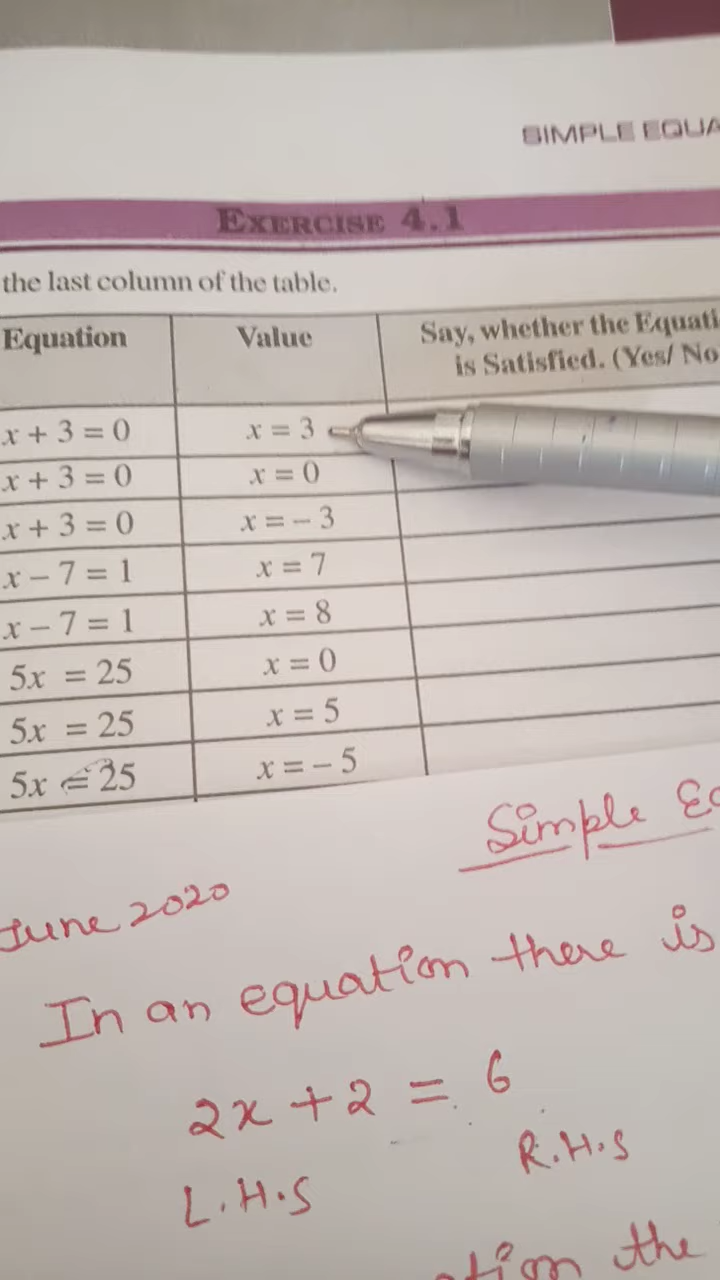 SIMPLE EQUA
EXERCISE 4.1
the last column of the table.
Equation Value Say, whether the Equati
is Satisfied. (Yes/ No
x + 3 = 0 x = 3
x + 3 = 0 x = 0
x + 3 = 0 x = – 3
x – 7 = 1 x = 7
x – 7 = 1 x = 8
5x = 25 x = 0
5x = 25 x = 5
5x = 25 x = – 5
Simple Eq
June 2020
In an equation there is
2x + 2 = 6
L.H.S R.H.S
the